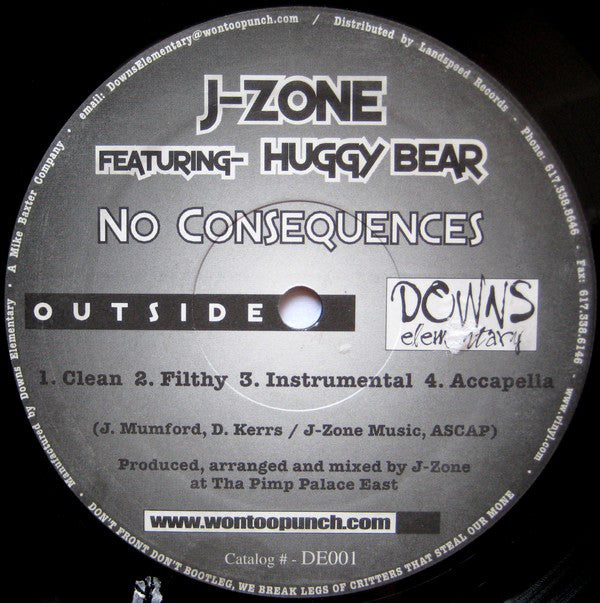 J-ZONE
FEATURING- HUGGY BEAR
NO CONSEQUENCES
OUTSIDE
DOWNS
elementary
1. Clean 2. Filthy 3. Instrumental 4. Accapella
(J. Mumford, D. Kerrs / J-Zone Music, ASCAP)
Produced, arranged and mixed by J-Zone
at Tha Pimp Palace East
www.wontoopunch.com
Catalog # - DE001
Manufactured by Downs Elementary · A Mike Baxter Company · email: DownsElementary@wontoopunch.com / Distributed by Landspeed Records - Phone: 617.338.8646 - Fax: 617.338.6146 · www.vinyl.com ·
DON'T FRONT DON'T BOOTLEG, WE BREAK LEGS OF CRITTERS THAT STEAL OUR MONE